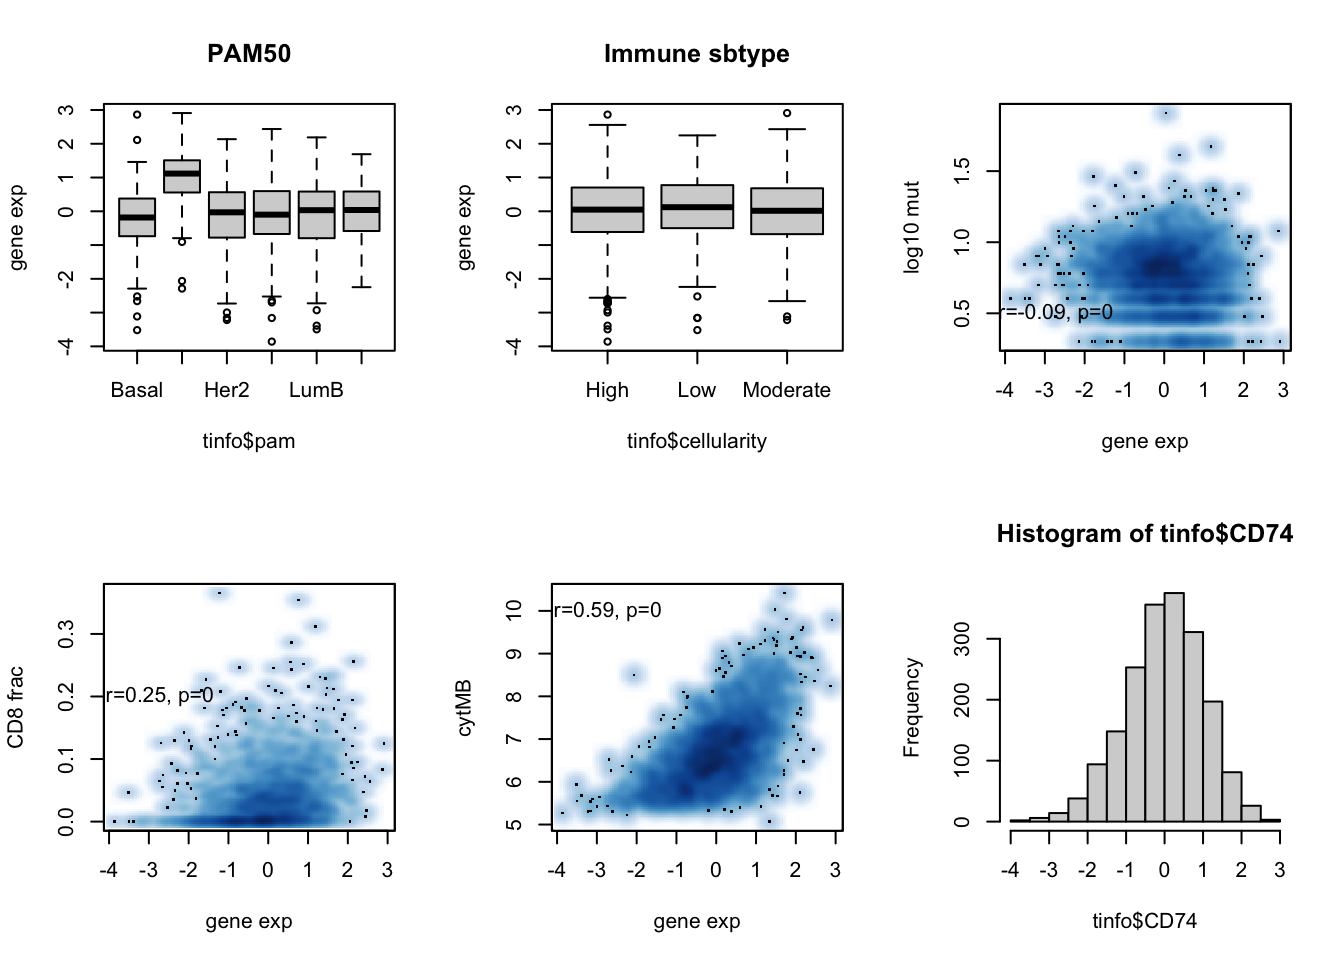 PAM50
gene exp
3
2
1
0
-2
-4
Basal
Her2
LumB
tinfo$pam
Immune sbtype
gene exp
3
2
1
0
-2
-4
High
Low
Moderate
tinfo$cellularity
log10 mut
1.5
1.0
0.5
r=-0.09, p=0
-4 -3 -2 -1 0 1 2 3
gene exp
CD8 frac
0.3
0.2
0.1
0.0
r=0.25, p=0
-4 -3 -2 -1 0 1 2 3
gene exp
cytMB
10
9
8
7
6
5
r=0.59, p=0
-4 -3 -2 -1 0 1 2 3
gene exp
Histogram of tinfo$CD74
Frequency
300
200
100
0
-4 -3 -2 -1 0 1 2 3
tinfo$CD74